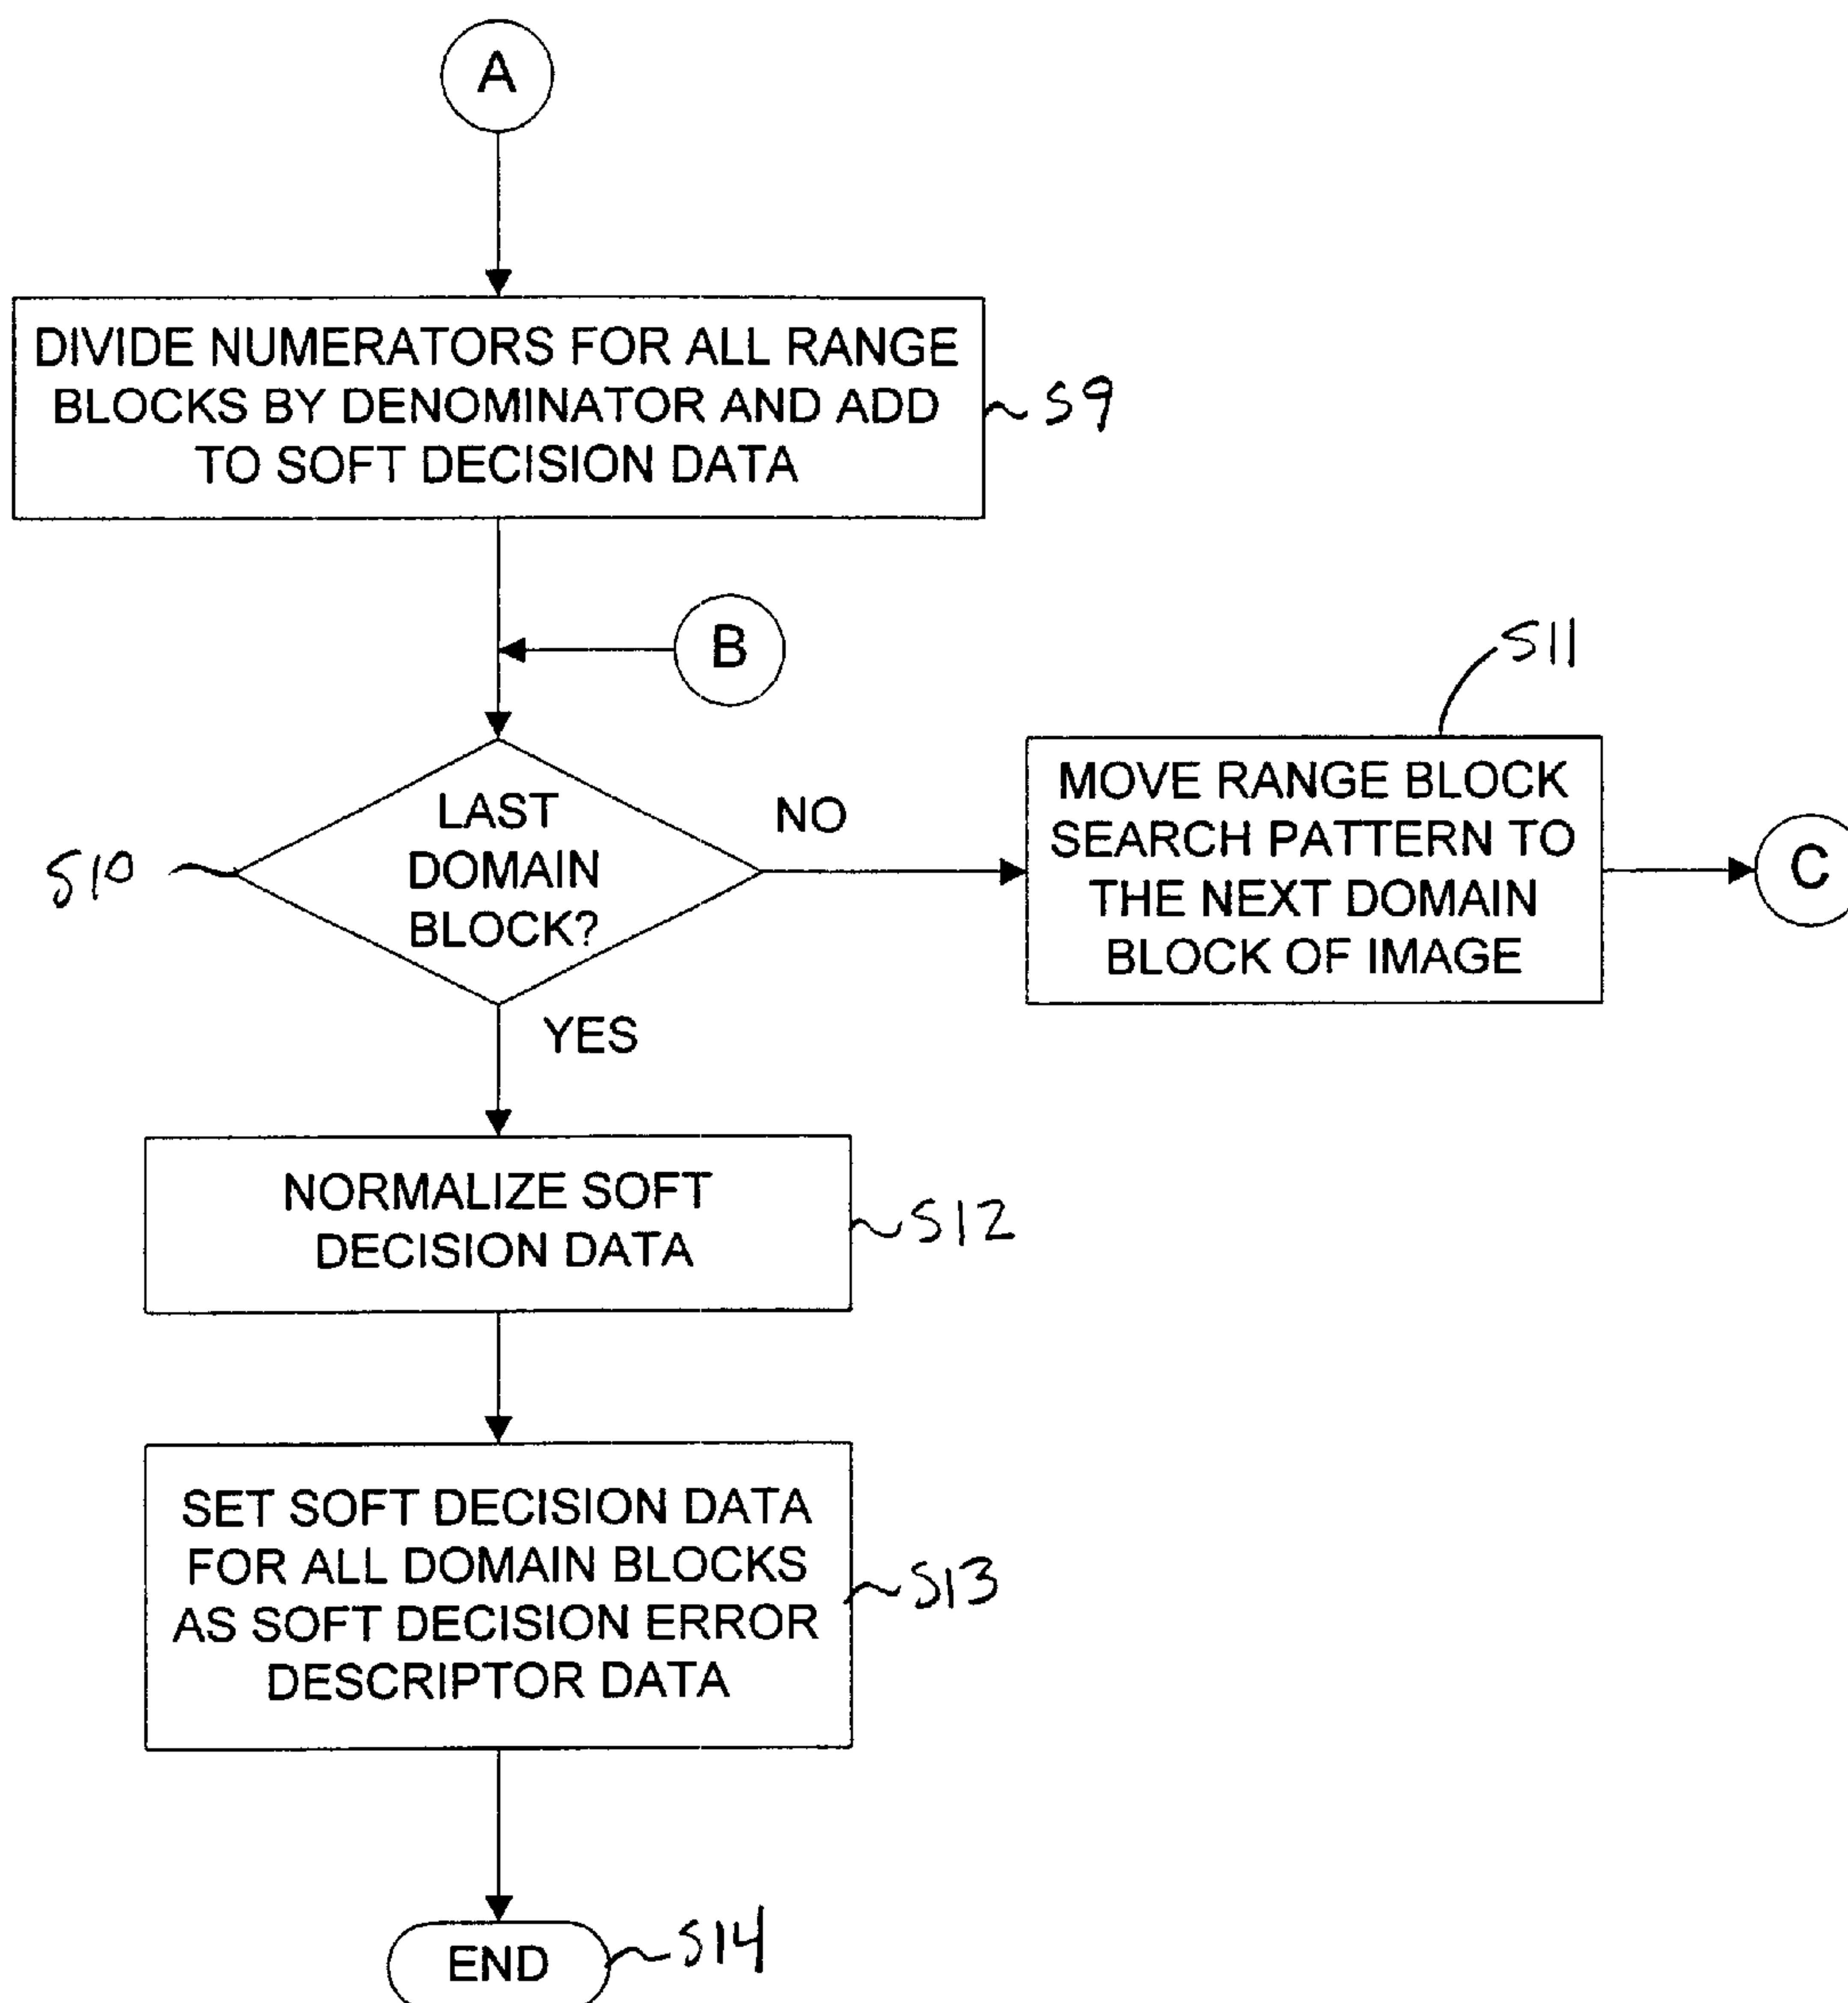 A
DIVIDE NUMERATORS FOR ALL RANGE
BLOCKS BY DENOMINATOR AND ADD
TO SOFT DECISION DATA
S9
B
S11
LAST
DOMAIN
BLOCK?
S10
NO
MOVE RANGE BLOCK
SEARCH PATTERN TO
THE NEXT DOMAIN
BLOCK OF IMAGE
C
YES
NORMALIZE SOFT
DECISION DATA
S12
SET SOFT DECISION DATA
FOR ALL DOMAIN BLOCKS
AS SOFT DECISION ERROR
DESCRIPTOR DATA
S13
END
S14